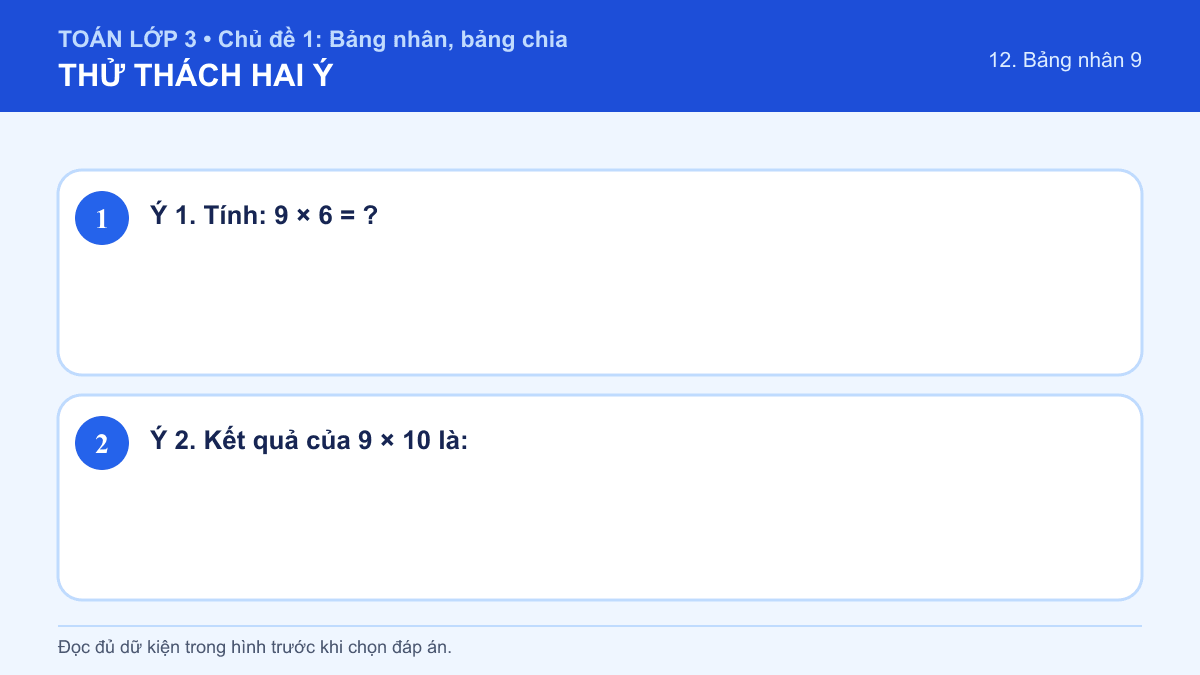 TOÁN LỚP 3 • Chủ đề 1: Bảng nhân, bảng chia
THỬ THÁCH HAI Ý
12. Bảng nhân 9
1
Ý 1. Tính: 9 × 6 = ?
2
Ý 2. Kết quả của 9 × 10 là:
Đọc đủ dữ kiện trong hình trước khi chọn đáp án.